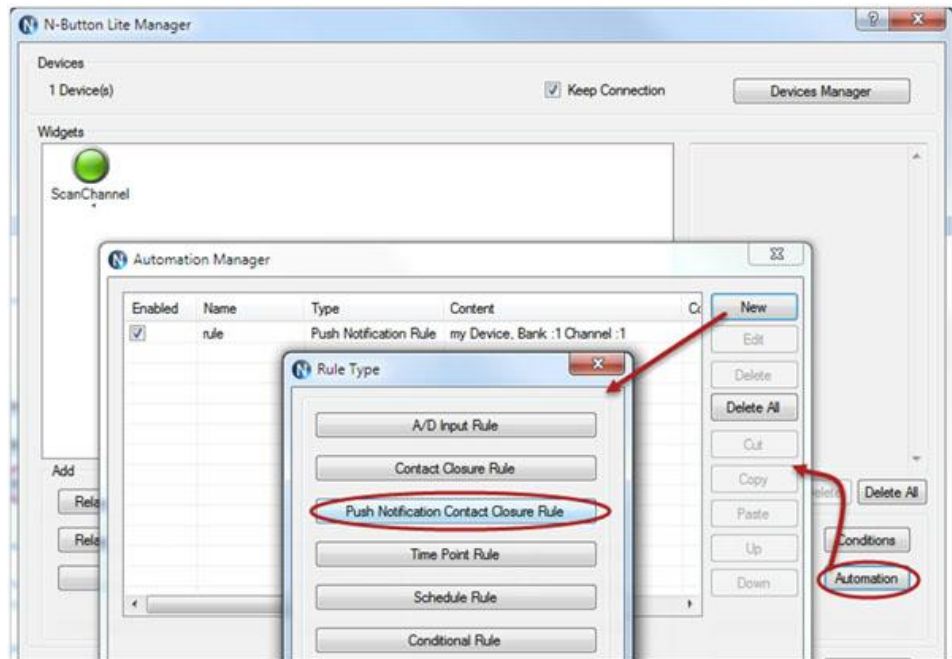 N-Button Lite Manager
Devices
1 Device(s)
Keep Connection
Devices Manager
Widgets
ScanChannel
Automation Manager
Enabled Name Type Content
rule Push Notification Rule my Device, Bank :1 Channel :1
New
Edit
Delete
Delete All
Cut
Copy
Paste
Up
Down
Rule Type
A/D Input Rule
Contact Closure Rule
Push Notification Contact Closure Rule
Time Point Rule
Schedule Rule
Conditional Rule
Add
Rela
Rela
Delete All
Conditions
Automation